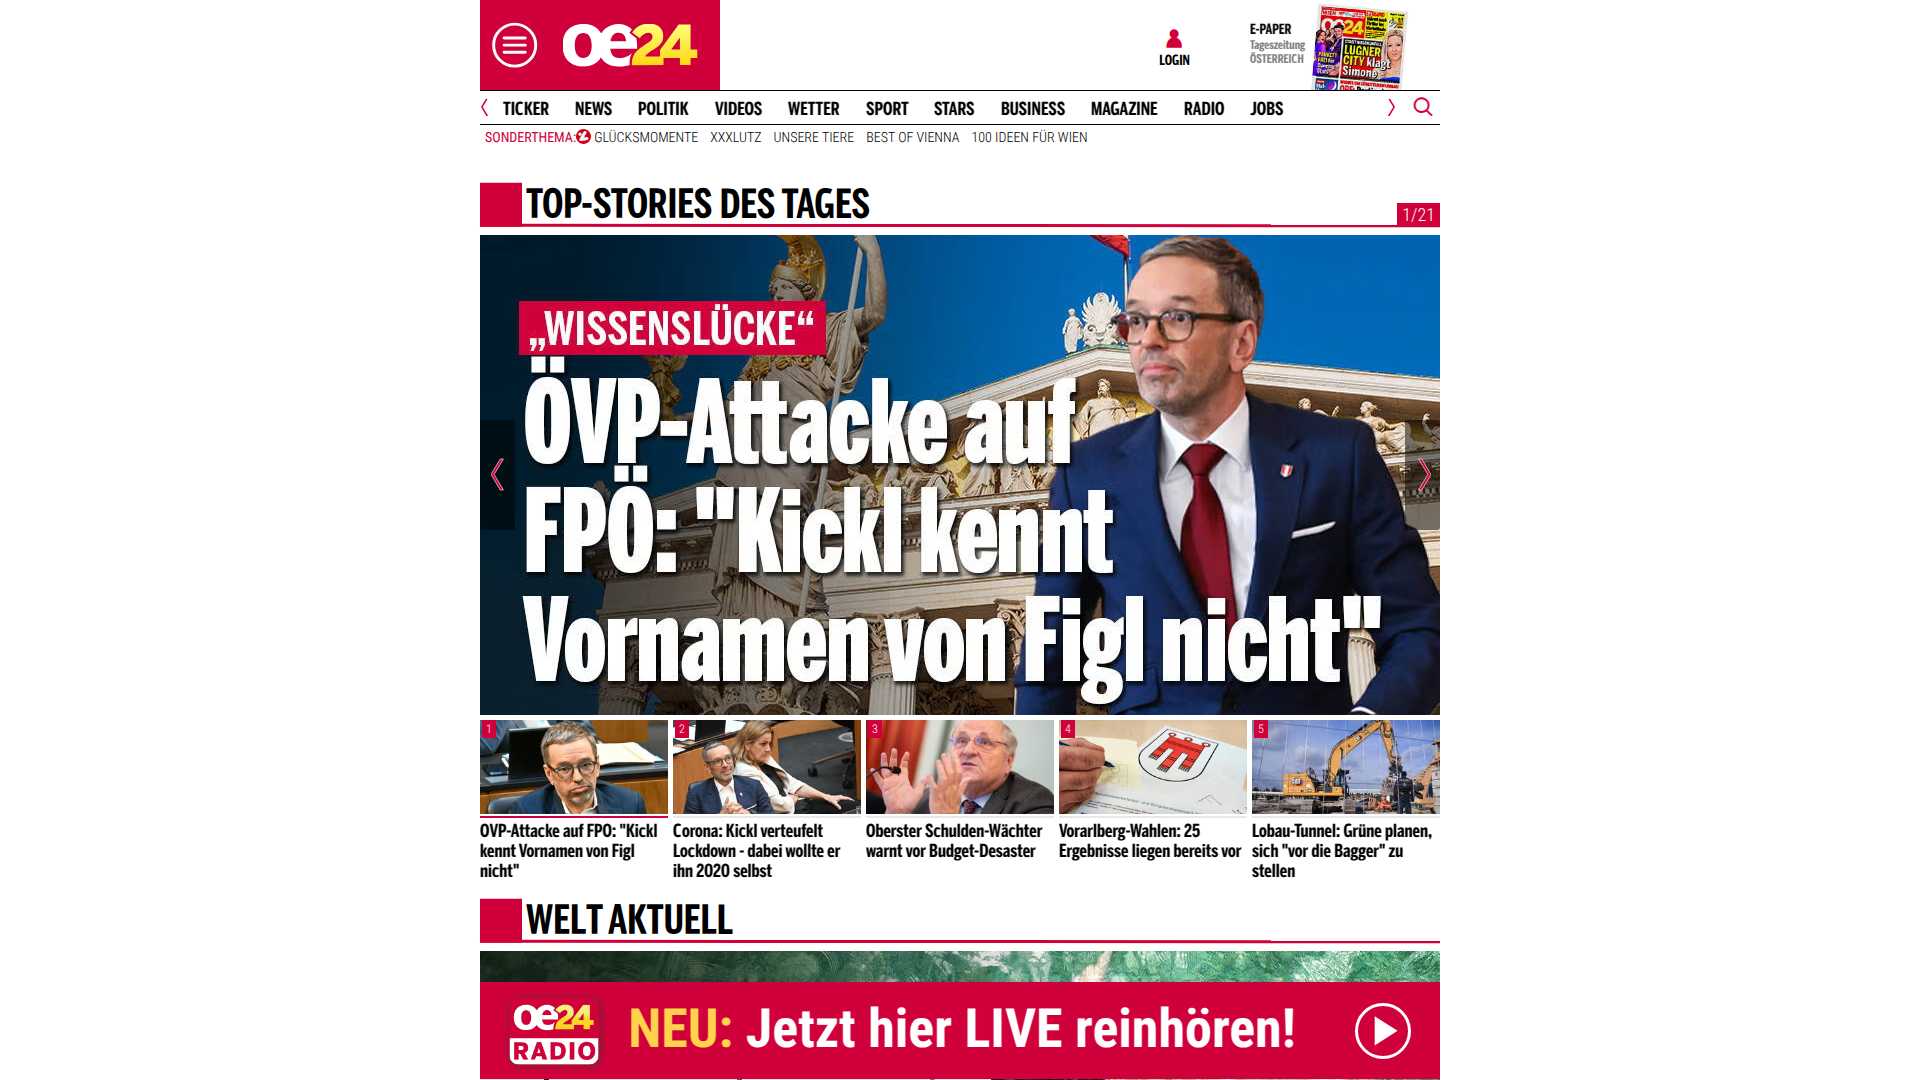 oe24
LOGIN
E-PAPER
Tageszeitung
ÖSTERREICH
oe24
LUGNER
CITY klagt
Simone
TICKER NEWS POLITIK VIDEOS WETTER SPORT STARS BUSINESS MAGAZINE RADIO JOBS
SONDERTHEMA: GLÜCKSMOMENTE XXXLUTZ UNSERE TIERE BEST OF VIENNA 100 IDEEN FÜR WIEN
TOP-STORIES DES TAGES
1/21
„WISSENSLÜCKE“
ÖVP-Attacke auf
FPÖ: "Kickl kennt
Vornamen von Figl nicht"
1
ÖVP-Attacke auf FPÖ: "Kickl
kennt Vornamen von Figl
nicht"
2
Corona: Kickl verteufelt
Lockdown - dabei wollte er
ihn 2020 selbst
3
Oberster Schulden-Wächter
warnt vor Budget-Desaster
4
Vorarlberg-Wahlen: 25
Ergebnisse liegen bereits vor
5
Lobau-Tunnel: Grüne planen,
sich "vor die Bagger" zu
stellen
WELT AKTUELL
oe24
RADIO
NEU: Jetzt hier LIVE reinhören!